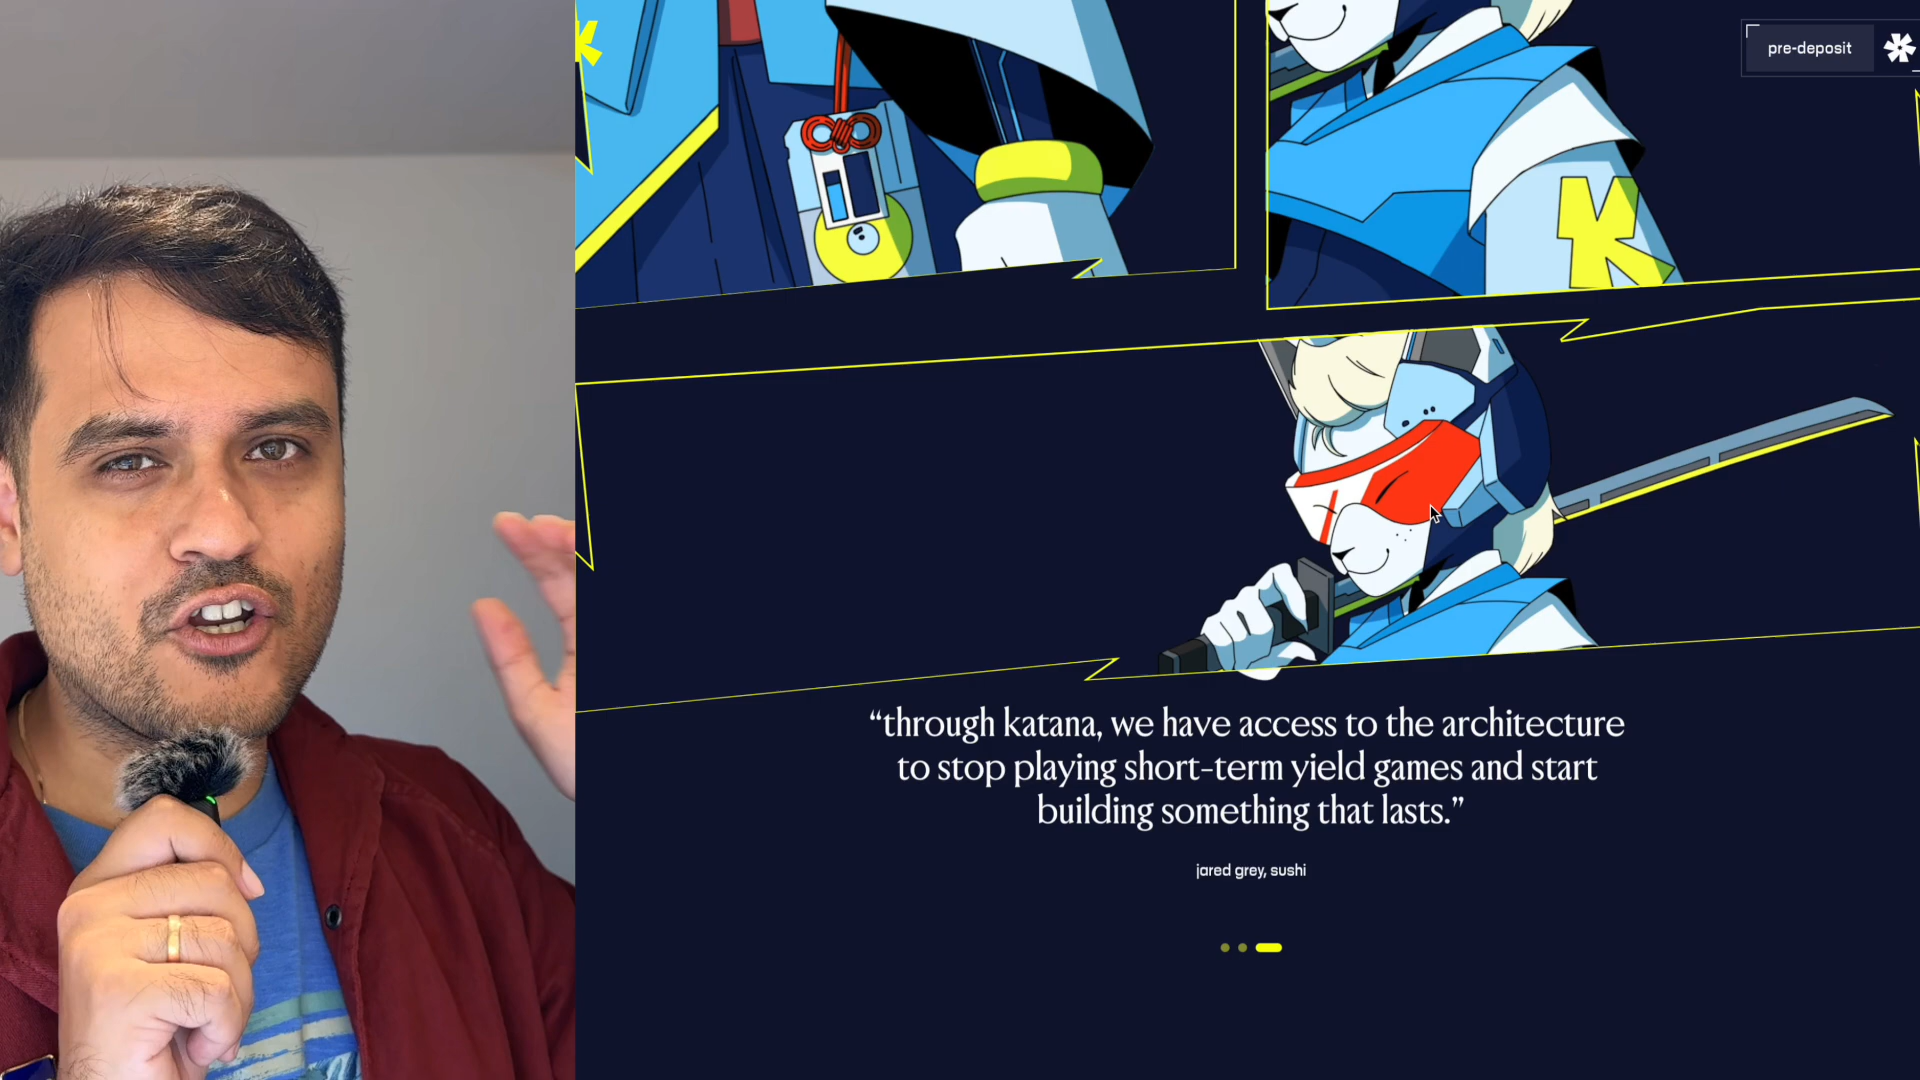 pre-deposit
K
“through katana, we have access to the architecture
to stop playing short-term yield games and start
building something that lasts.”
jared grey, sushi